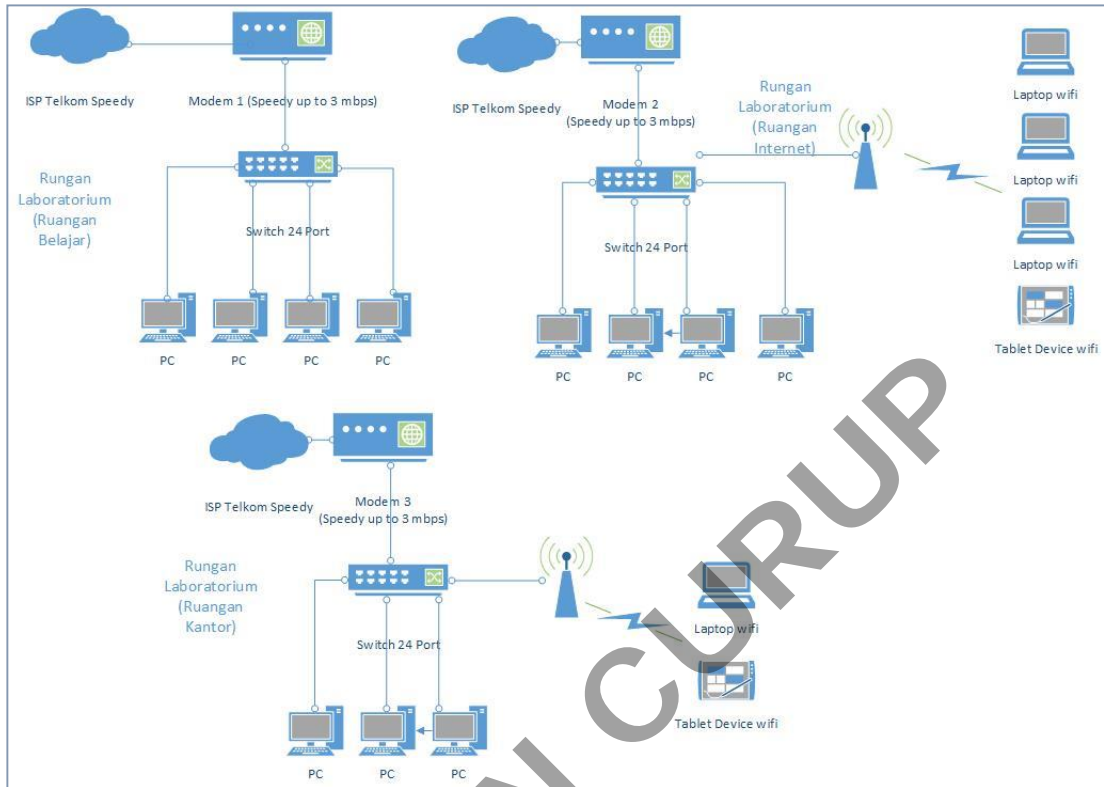 ISP Telkom Speedy
Modem 1 (Speedy up to 3 mbps)
Rungan
Laboratorium
(Ruangan
Belajar)
Switch 24 Port
PC
PC
PC
PC
ISP Telkom Speedy
Modem 2
(Speedy up to 3 mbps)
Rungan
Laboratorium
(Ruangan
Internet)
Switch 24 Port
PC
PC
PC
PC
Laptop wifi
Laptop wifi
Laptop wifi
Tablet Device wifi
ISP Telkom Speedy
Modem 3
(Speedy up to 3 mbps)
Rungan
Laboratorium
(Ruangan
Kantor)
Switch 24 Port
PC
PC
PC
Laptop wifi
Tablet Device wifi
CURUP